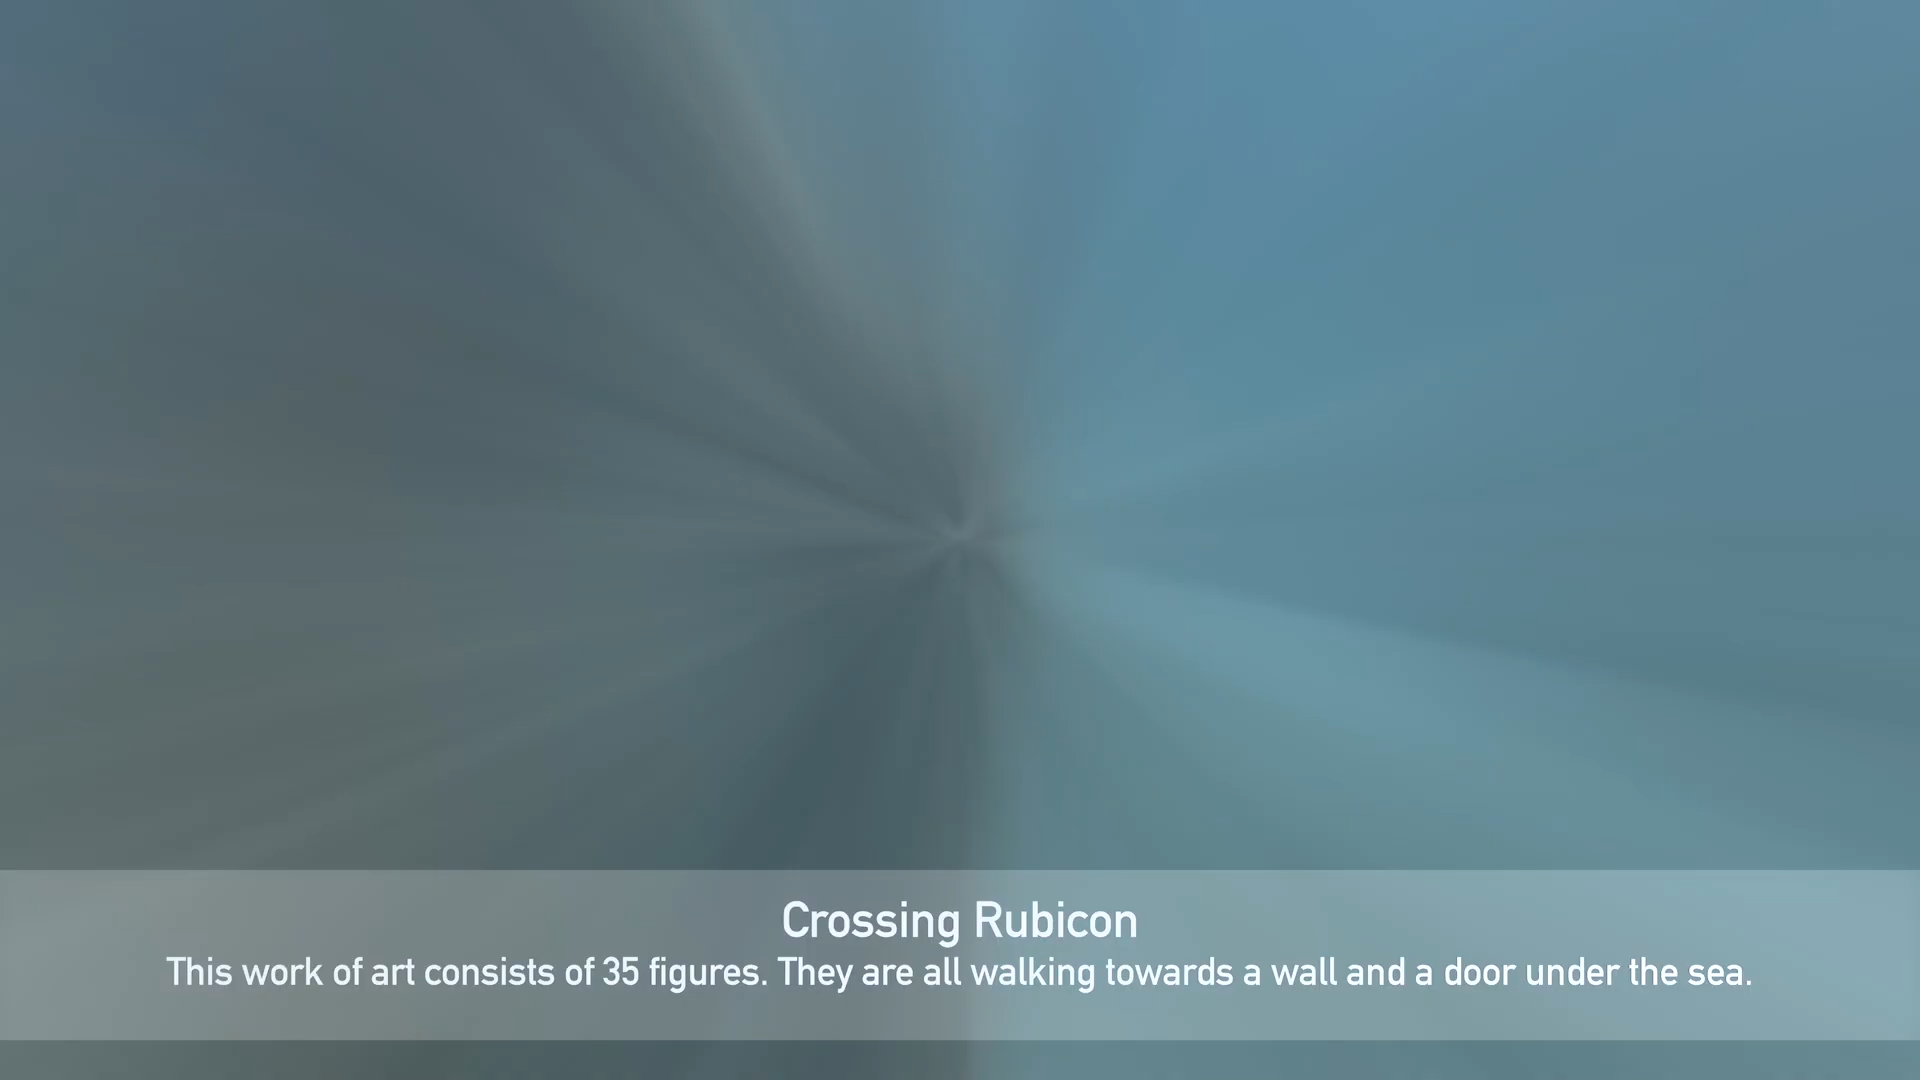 Crossing Rubicon
This work of art consists of 35 figures. They are all walking towards a wall and a door under the sea.